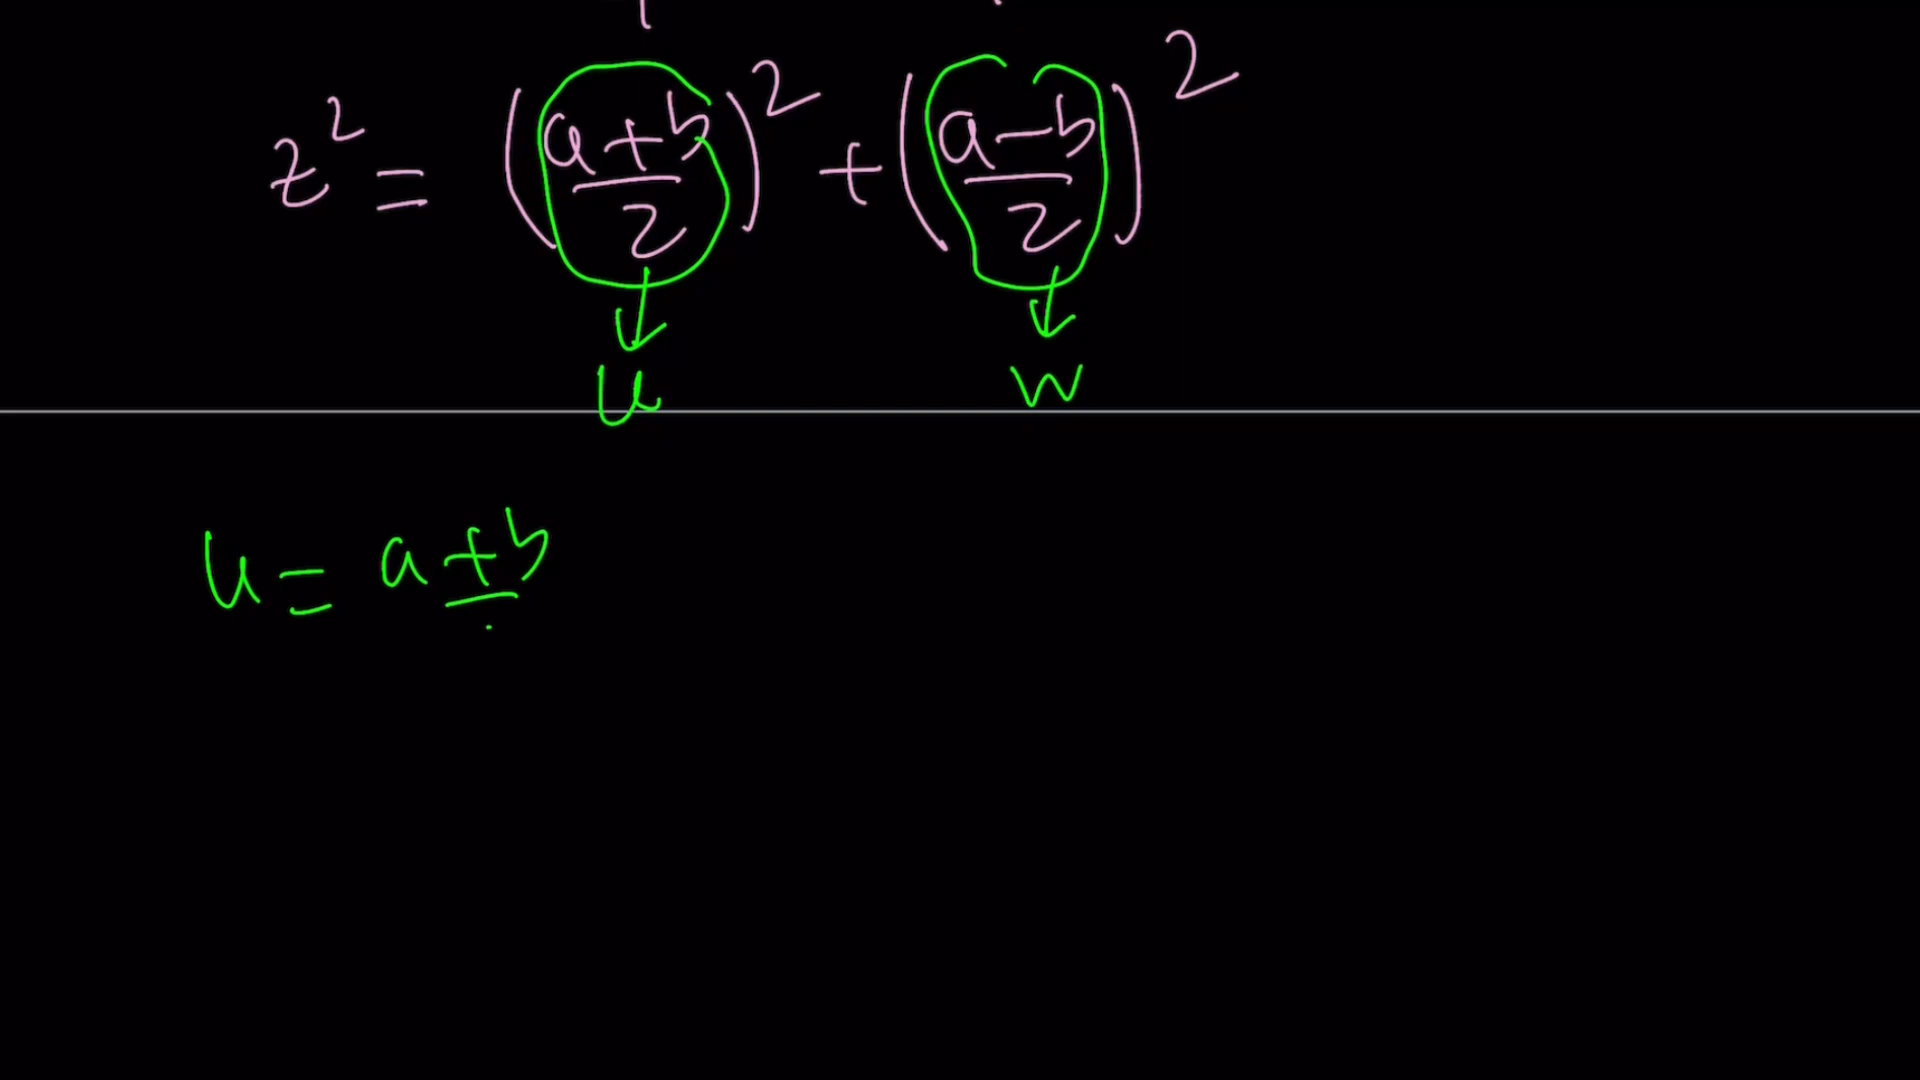 z² = ((a+b)/2)² + ((a-b)/2)²
u w
u = a+b